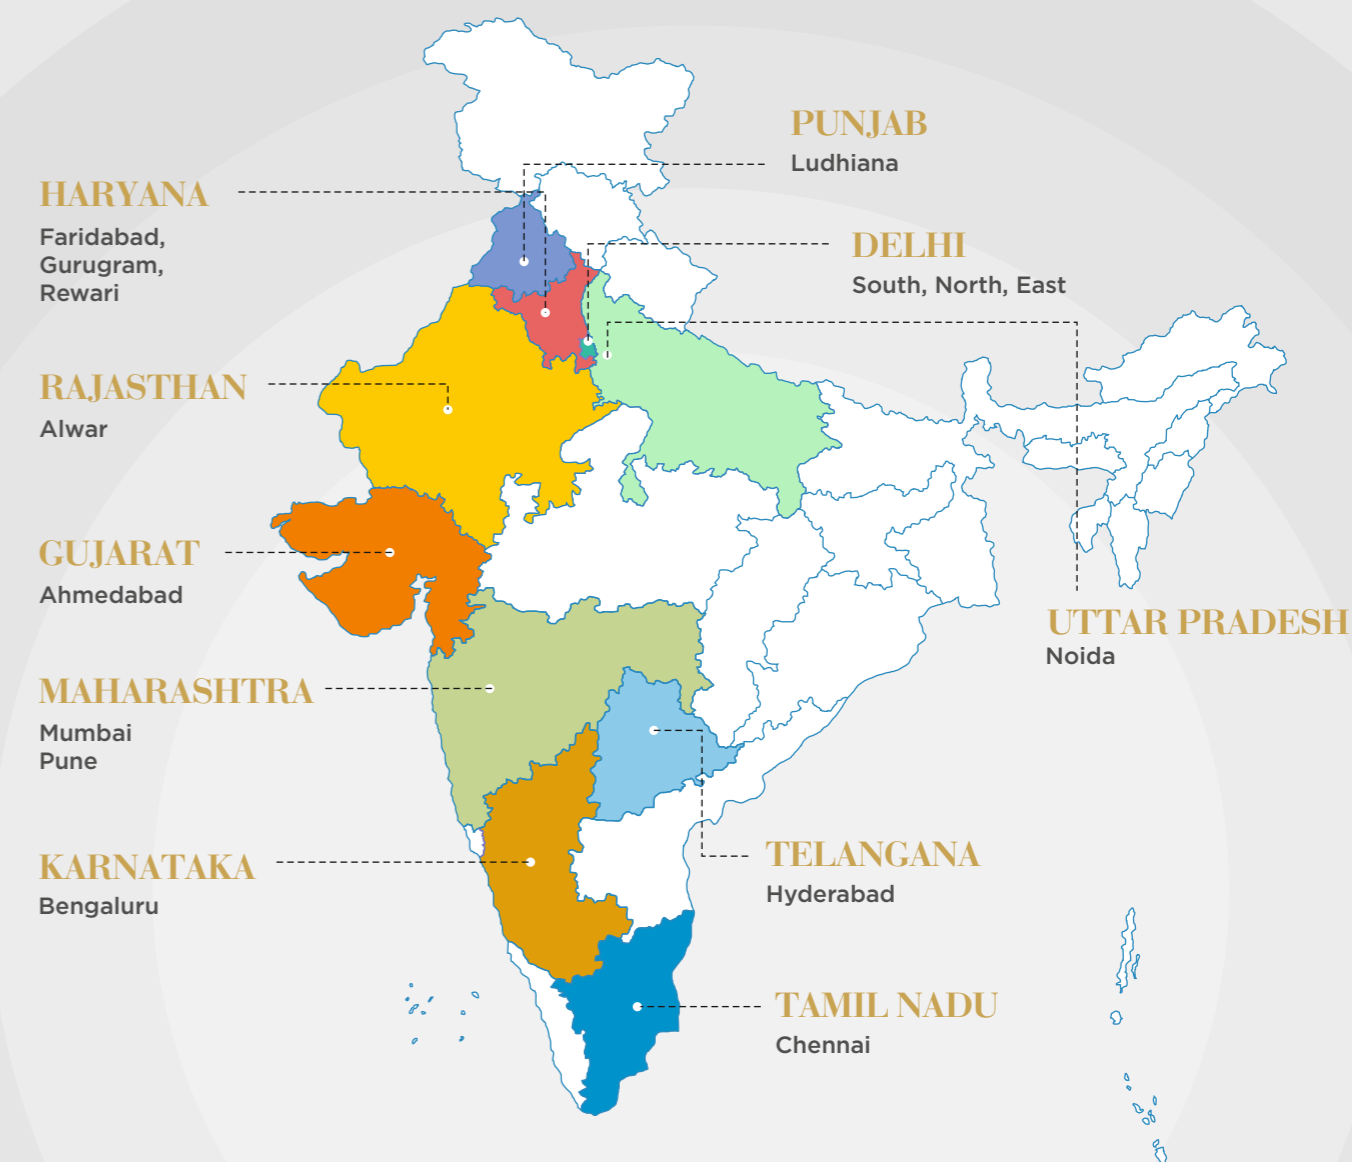 PUNJAB
Ludhiana
HARYANA
Faridabad,
Gurugram,
Rewari
DELHI
South, North, East
RAJASTHAN
Alwar
GUJARAT
Ahmedabad
UTTAR PRADESH
Noida
MAHARASHTRA
Mumbai
Pune
KARNATAKA
Bengaluru
TELANGANA
Hyderabad
TAMIL NADU
Chennai